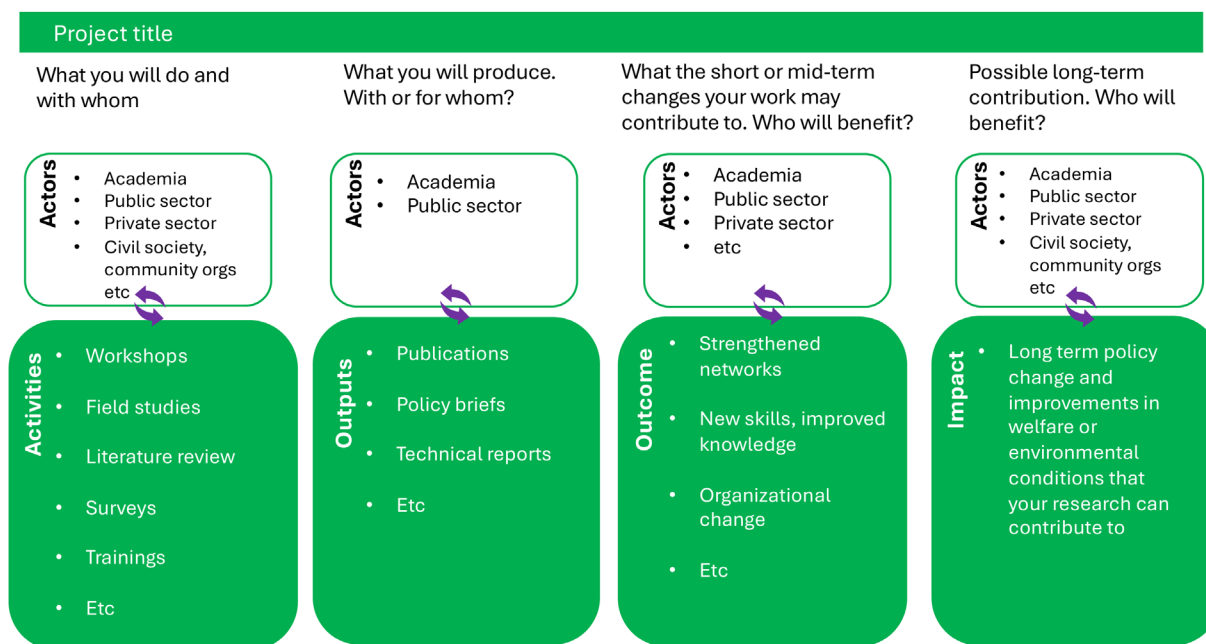 Project title
What you will do and
with whom
Actors
• Academia
• Public sector
• Private sector
• Civil society,
community orgs
etc
Activities
• Workshops
• Field studies
• Literature review
• Surveys
• Trainings
• Etc
What you will produce.
With or for whom?
Actors
• Academia
• Public sector
Outputs
• Publications
• Policy briefs
• Technical reports
• Etc
What the short or mid-term
changes your work may
contribute to. Who will benefit?
Actors
• Academia
• Public sector
• Private sector
• etc
Outcome
• Strengthened
networks
• New skills, improved
knowledge
• Organizational
change
• Etc
Possible long-term
contribution. Who will
benefit?
Actors
• Academia
• Public sector
• Private sector
• Civil society,
community orgs
etc
Impact
• Long term policy
change and
improvements in
welfare or
environmental
conditions that
your research can
contribute to